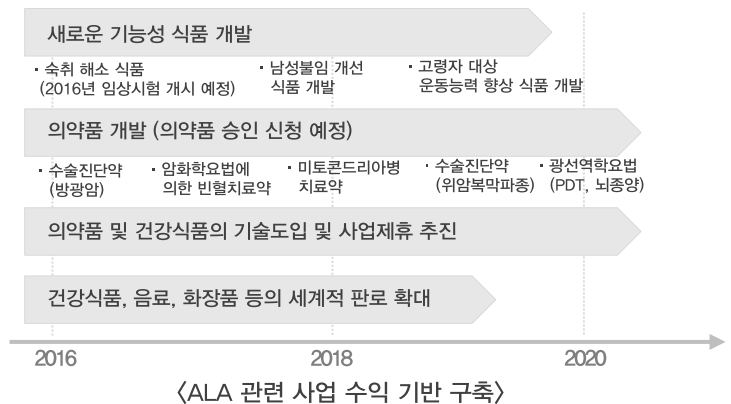 새로운 기능성 식품 개발
· 숙취 해소 식품
(2016년 임상시험 개시 예정)
· 남성불임 개선
식품 개발
· 고령자 대상
운동능력 향상 식품 개발
의약품 개발 (의약품 승인 신청 예정)
· 수술진단약
(방광암)
· 암화학요법에
의한 빈혈치료약
· 미토콘드리아병
치료약
· 수술진단약
(위암복막파종)
· 광선역학요법
(PDT, 뇌종양)
의약품 및 건강식품의 기술도입 및 사업제휴 추진
건강식품, 음료, 화장품 등의 세계적 판로 확대
2016 2018 2020
〈ALA 관련 사업 수익 기반 구축〉